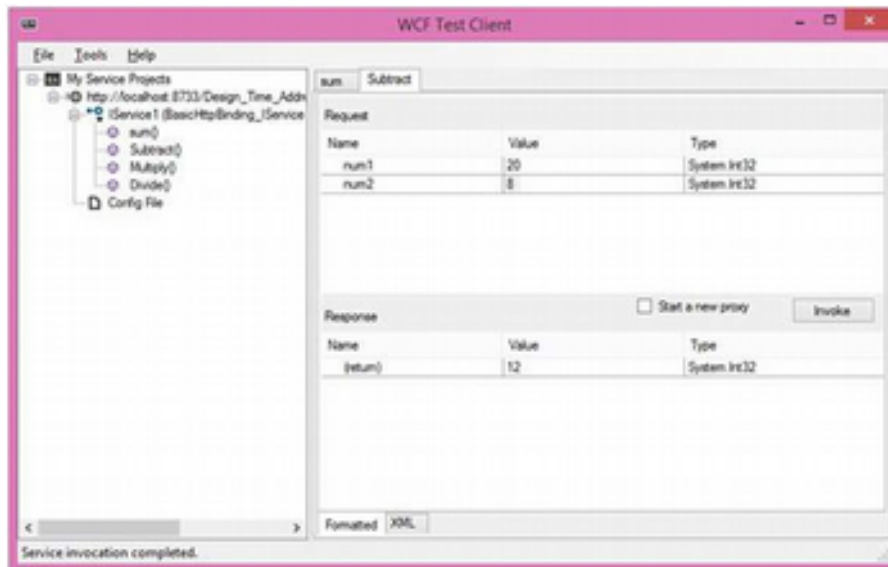 WCF Test Client
File Tools Help
My Service Projects
http://localhost:8733/Design_Time_Addr
IService1 (BasicHttpBinding_IService
sum()
Subtract()
Multiply()
Divide()
Config File
sum Subtract
Request
Name Value Type
num1 20 System.Int32
num2 8 System.Int32
Response Start a new proxy Invoke
Name Value Type
(return) 12 System.Int32
Formatted XML
Service invocation completed.